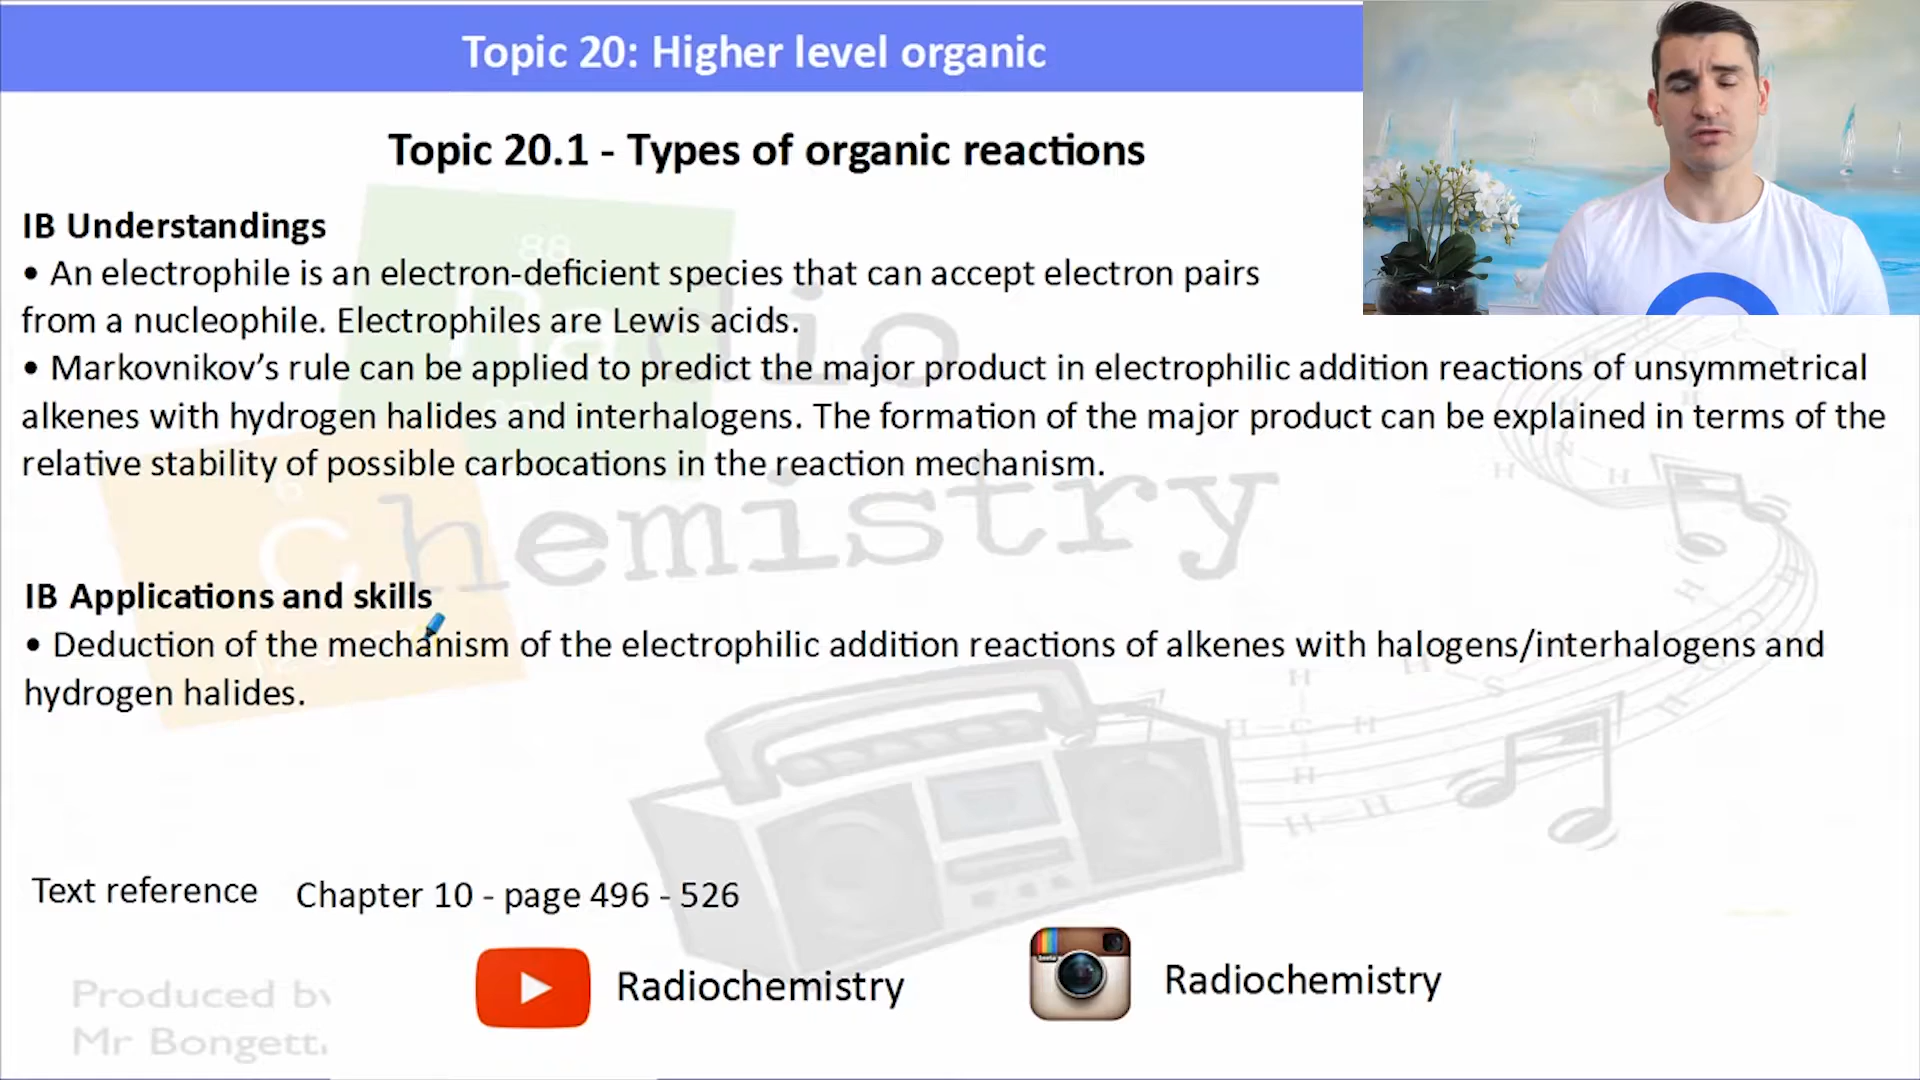 Topic 20: Higher level organic
Topic 20.1 - Types of organic reactions
IB Understandings
• An electrophile is an electron-deficient species that can accept electron pairs
from a nucleophile. Electrophiles are Lewis acids.
• Markovnikov’s rule can be applied to predict the major product in electrophilic addition reactions of unsymmetrical
alkenes with hydrogen halides and interhalogens. The formation of the major product can be explained in terms of the
relative stability of possible carbocations in the reaction mechanism.
88
Radio
Chemistry
IB Applications and skills
• Deduction of the mechanism of the electrophilic addition reactions of alkenes with halogens/interhalogens and
hydrogen halides.
Text reference Chapter 10 - page 496 - 526
Radiochemistry
Radiochemistry
Produced by
Mr Bongetti